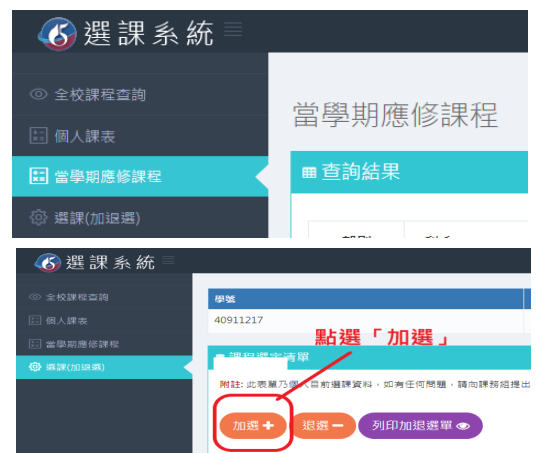 選課系統
全校課程查詢
個人課表
當學期應修課程
選課(加退選)
當學期應修課程
查詢結果
選課系統
全校課程查詢
個人課表
當學期應修課程
選課(加退選)
學號
40911217
點選「加選」
課程選定清單
附註: 此表單乃個人目前選課資料，如有任何問題，請向課務組提出
加選
退選
列印加退選單